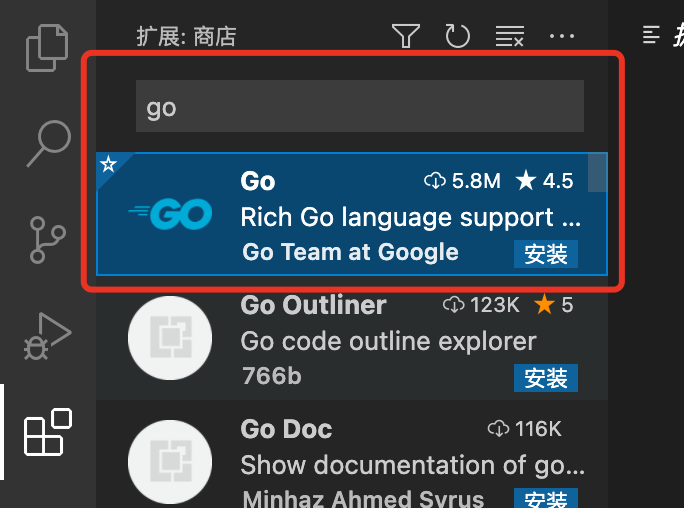 扩展: 商店
go
Go 5.8M 4.5
GO
Rich Go language support ...
Go Team at Google 安装
Go Outliner 123K 5
Go code outline explorer
766b 安装
Go Doc 116K
Show documentation of go...
Minhaz Ahmed Syrus 安装